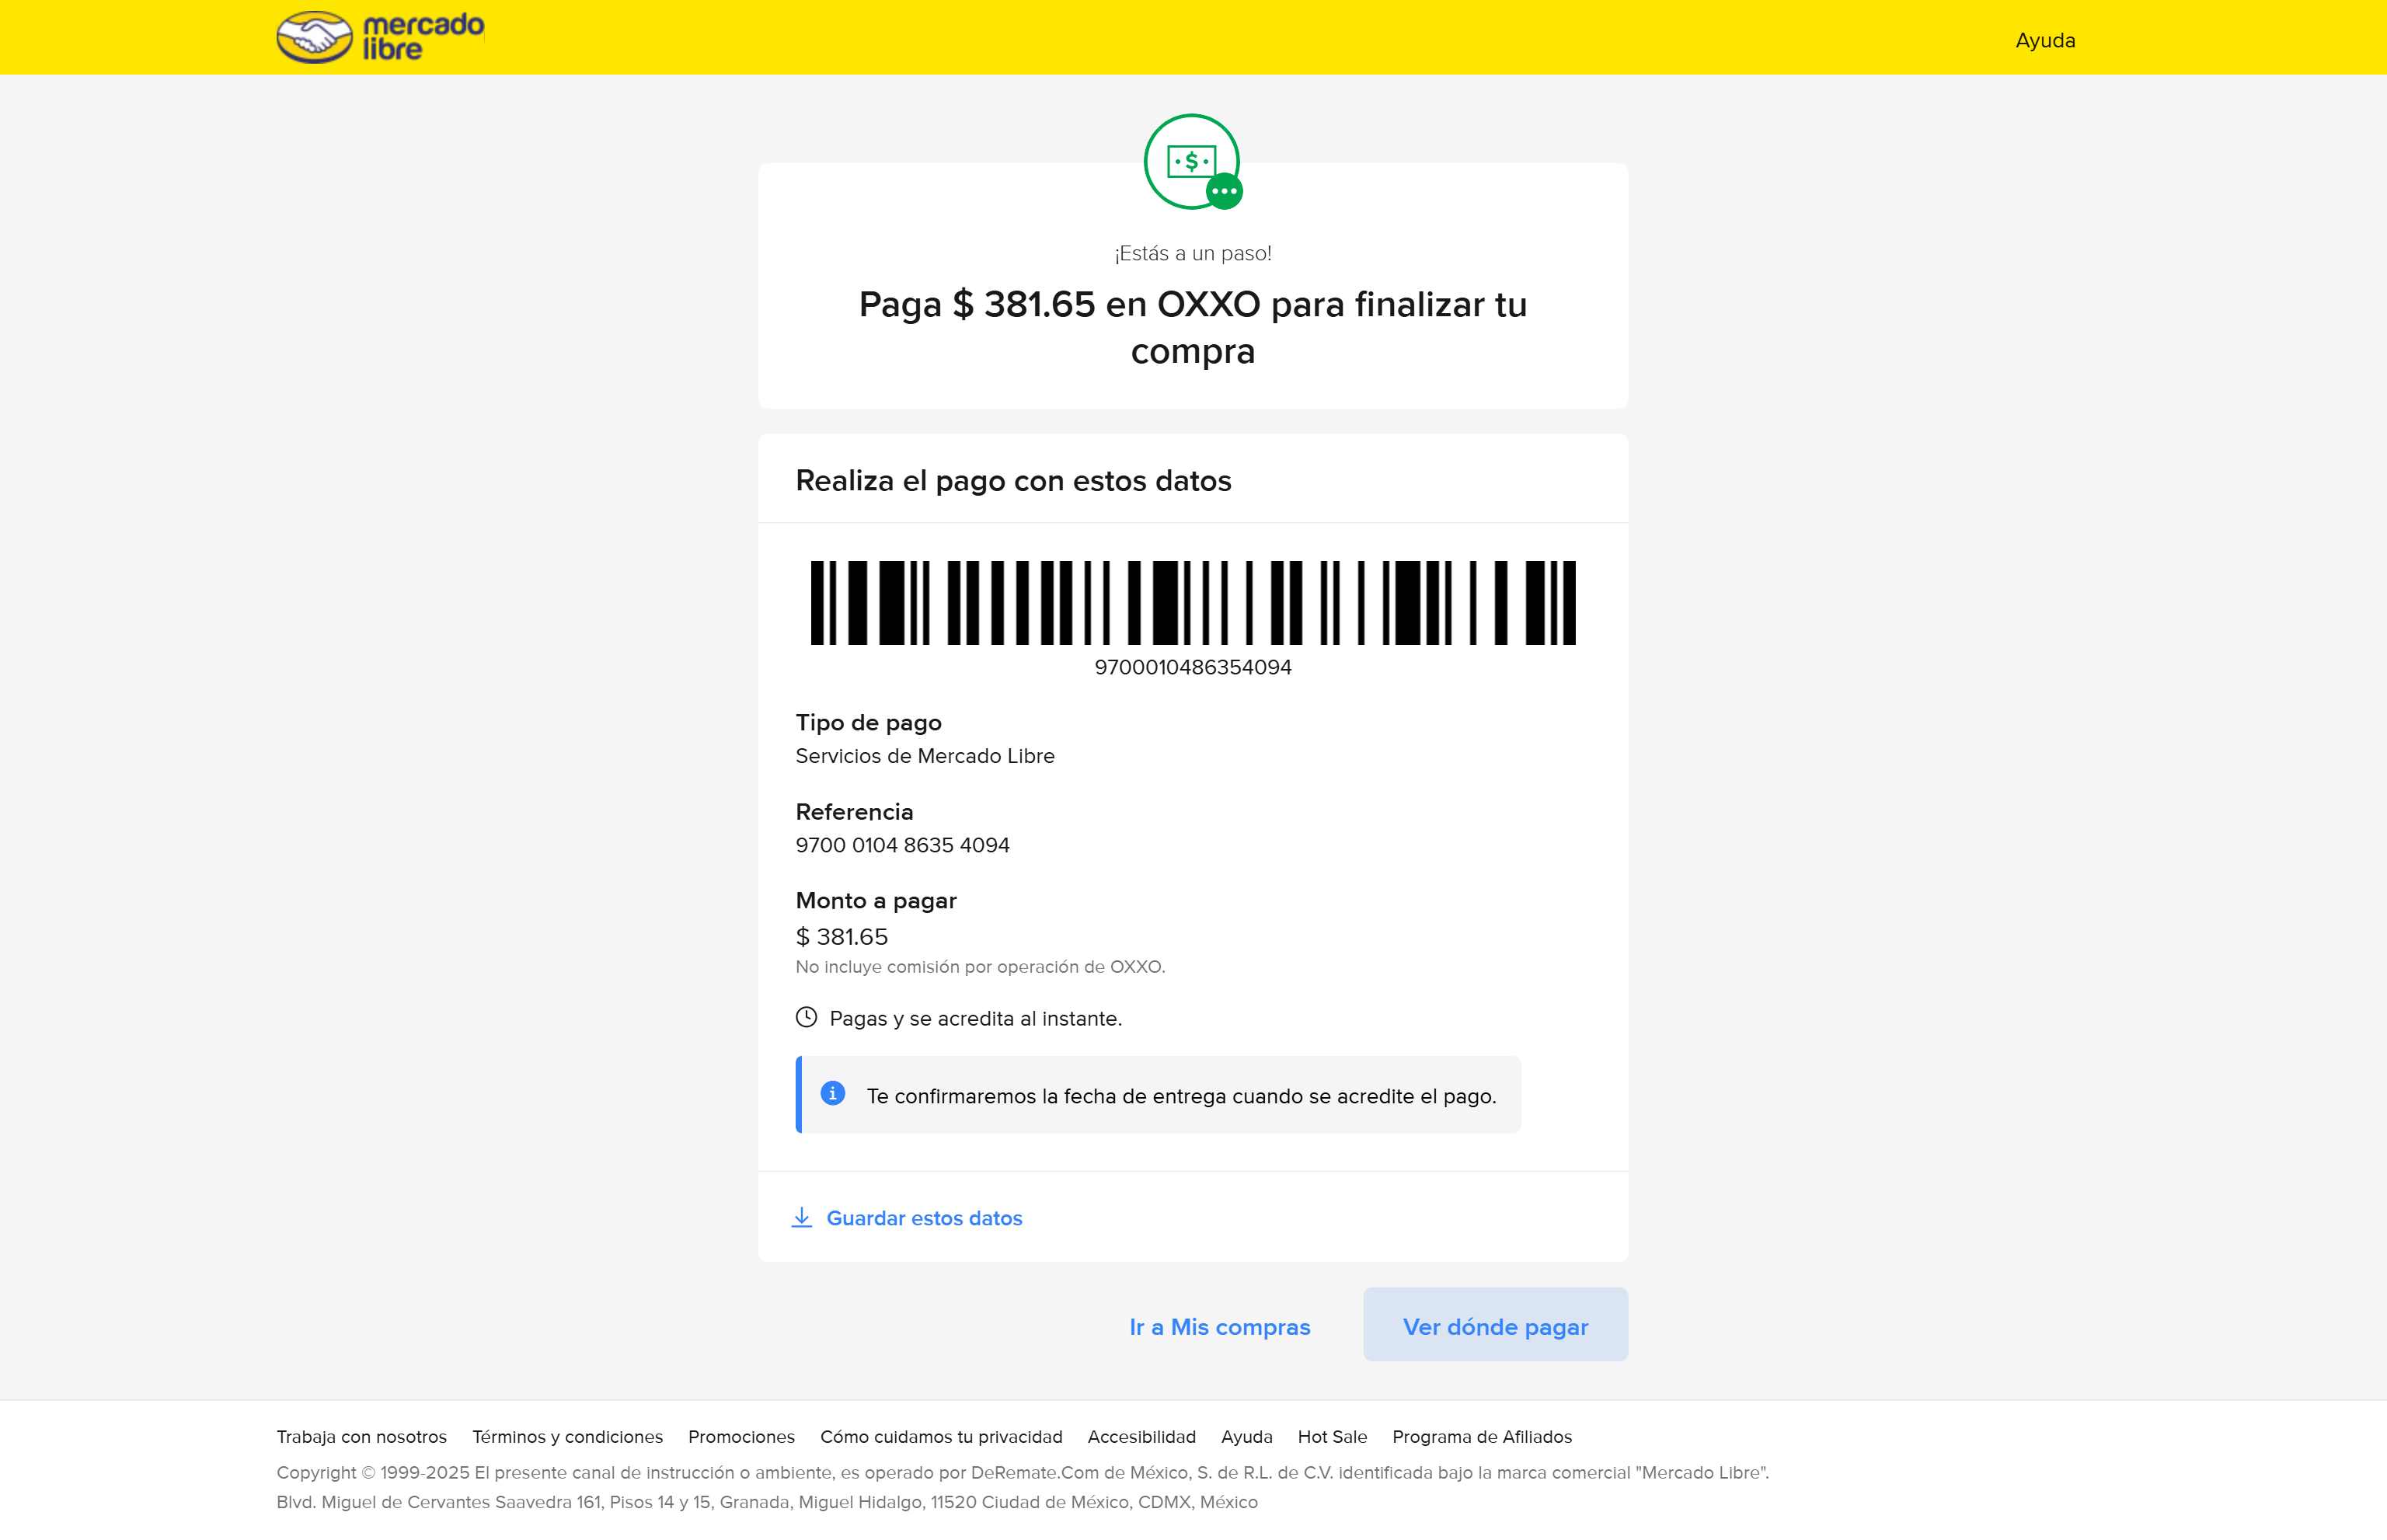 mercado
libre
Ayuda
¡Estás a un paso!
Paga $ 381.65 en OXXO para finalizar tu
compra
Realiza el pago con estos datos
9700010486354094
Tipo de pago
Servicios de Mercado Libre
Referencia
9700 0104 8635 4094
Monto a pagar
$ 381.65
No incluye comisión por operación de OXXO.
Pagas y se acredita al instante.
Te confirmaremos la fecha de entrega cuando se acredite el pago.
Guardar estos datos
Ir a Mis compras Ver dónde pagar
Trabaja con nosotros Términos y condiciones Promociones Cómo cuidamos tu privacidad Accesibilidad Ayuda Hot Sale Programa de Afiliados
Copyright © 1999-2025 El presente canal de instrucción o ambiente, es operado por DeRemate.Com de México, S. de R.L. de C.V. identificada bajo la marca comercial "Mercado Libre".
Blvd. Miguel de Cervantes Saavedra 161, Pisos 14 y 15, Granada, Miguel Hidalgo, 11520 Ciudad de México, CDMX, México